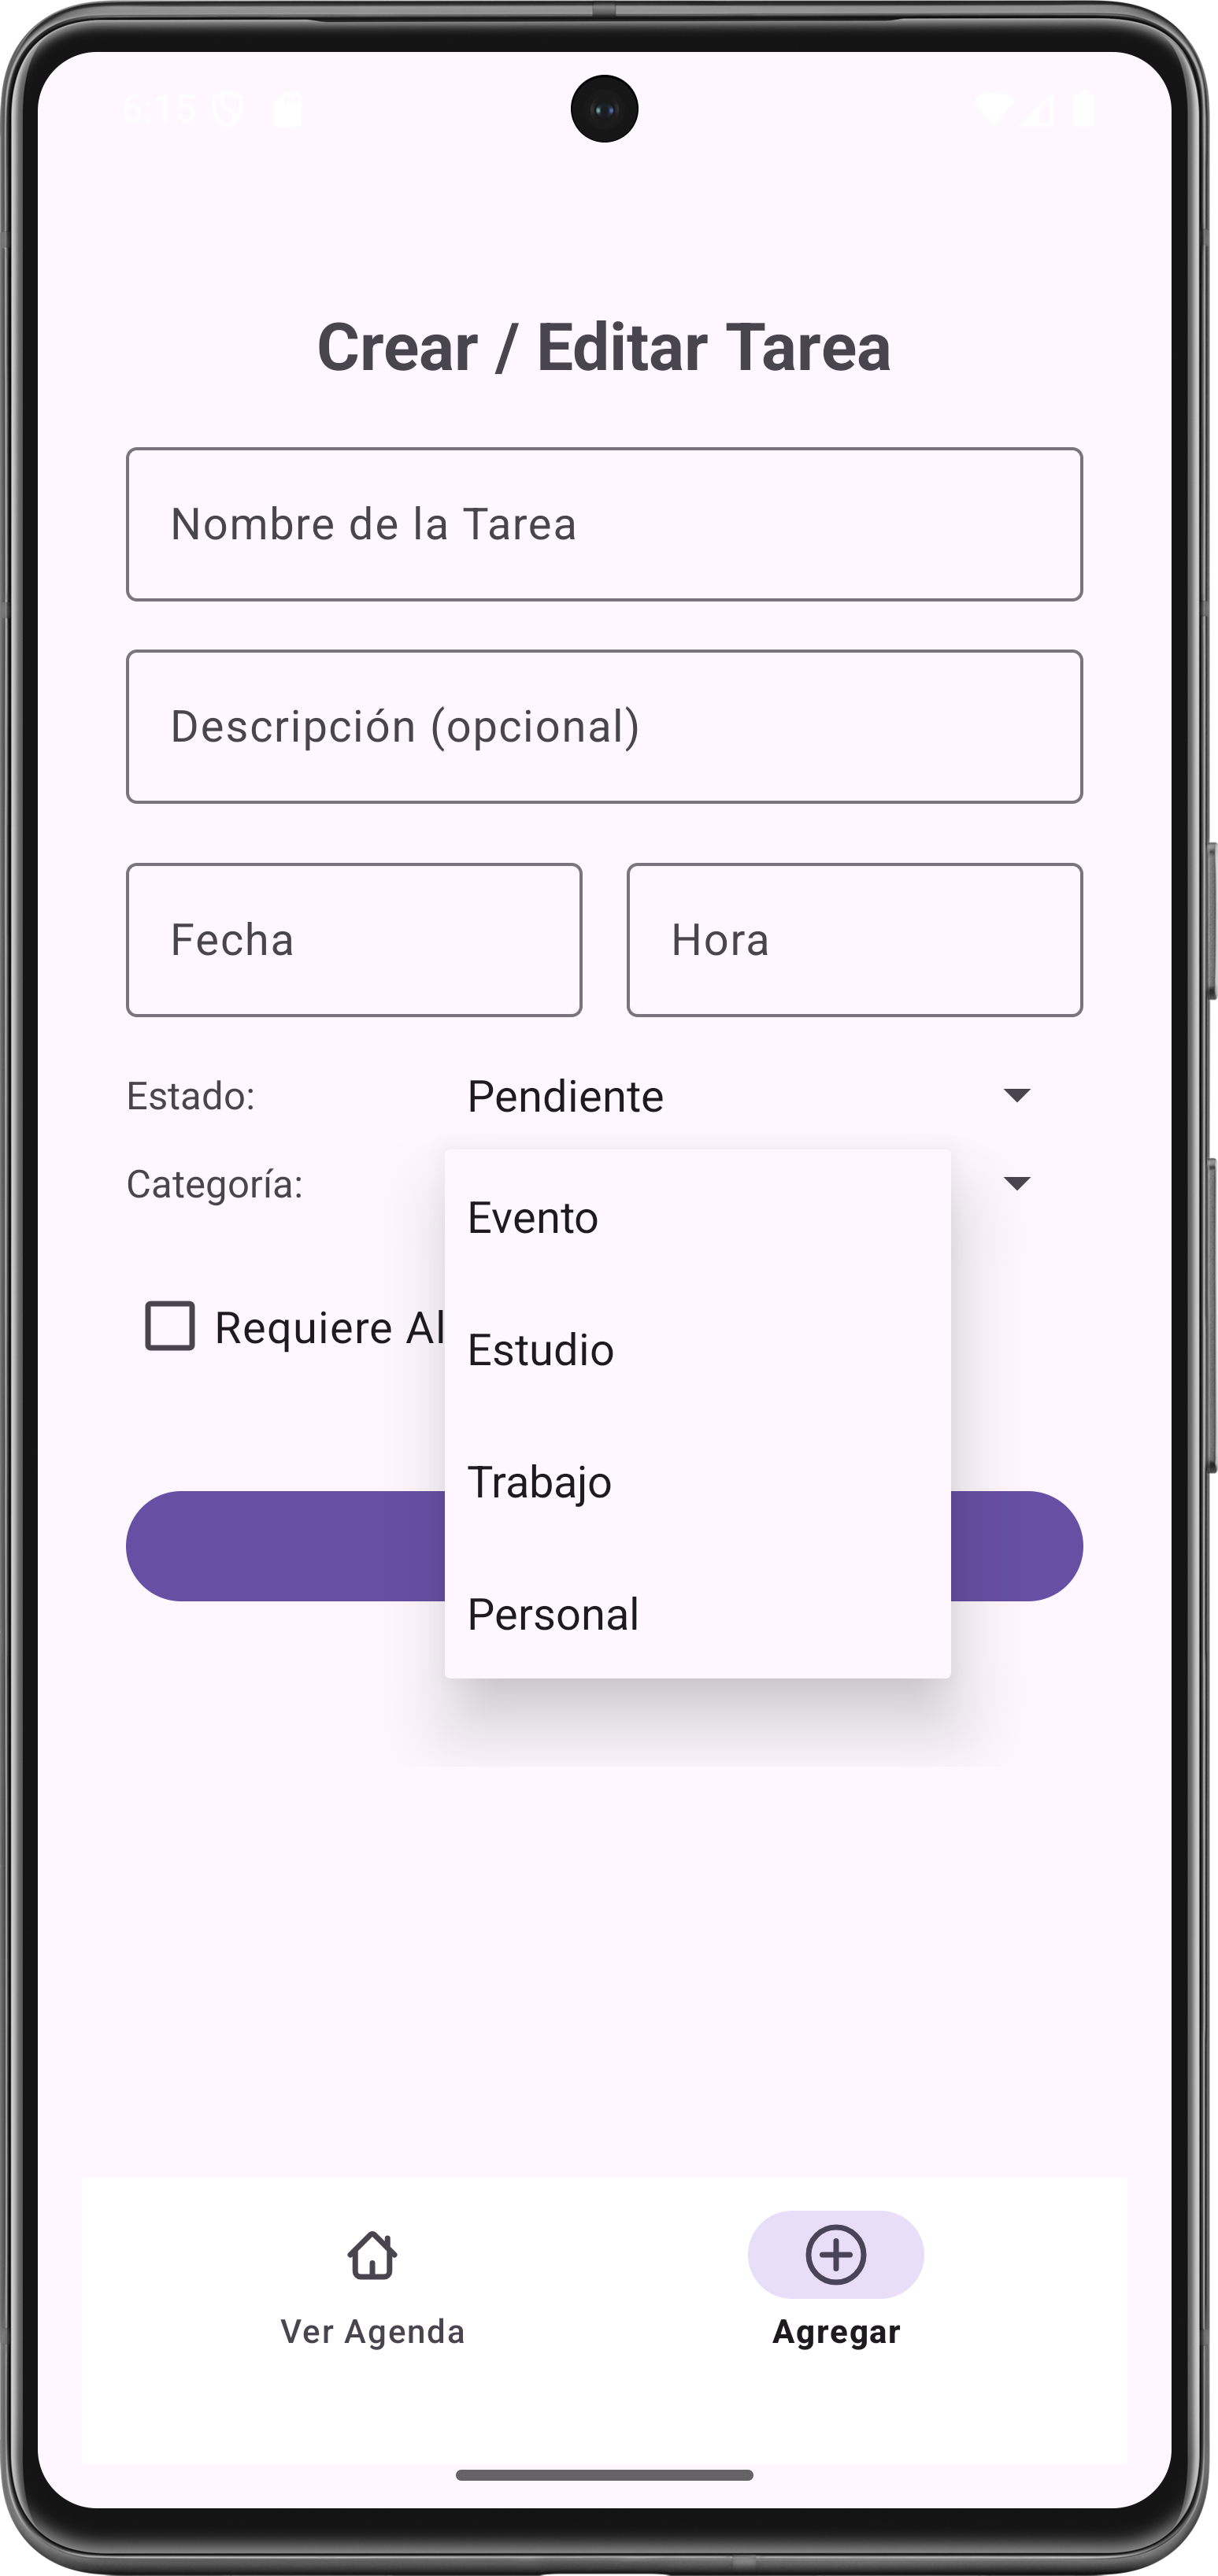 6:15
Crear / Editar Tarea
Nombre de la Tarea
Descripción (opcional)
Fecha Hora
Estado: Pendiente
Categoría:
Evento
Requiere Al
Estudio
Trabajo
Personal
Ver Agenda Agregar